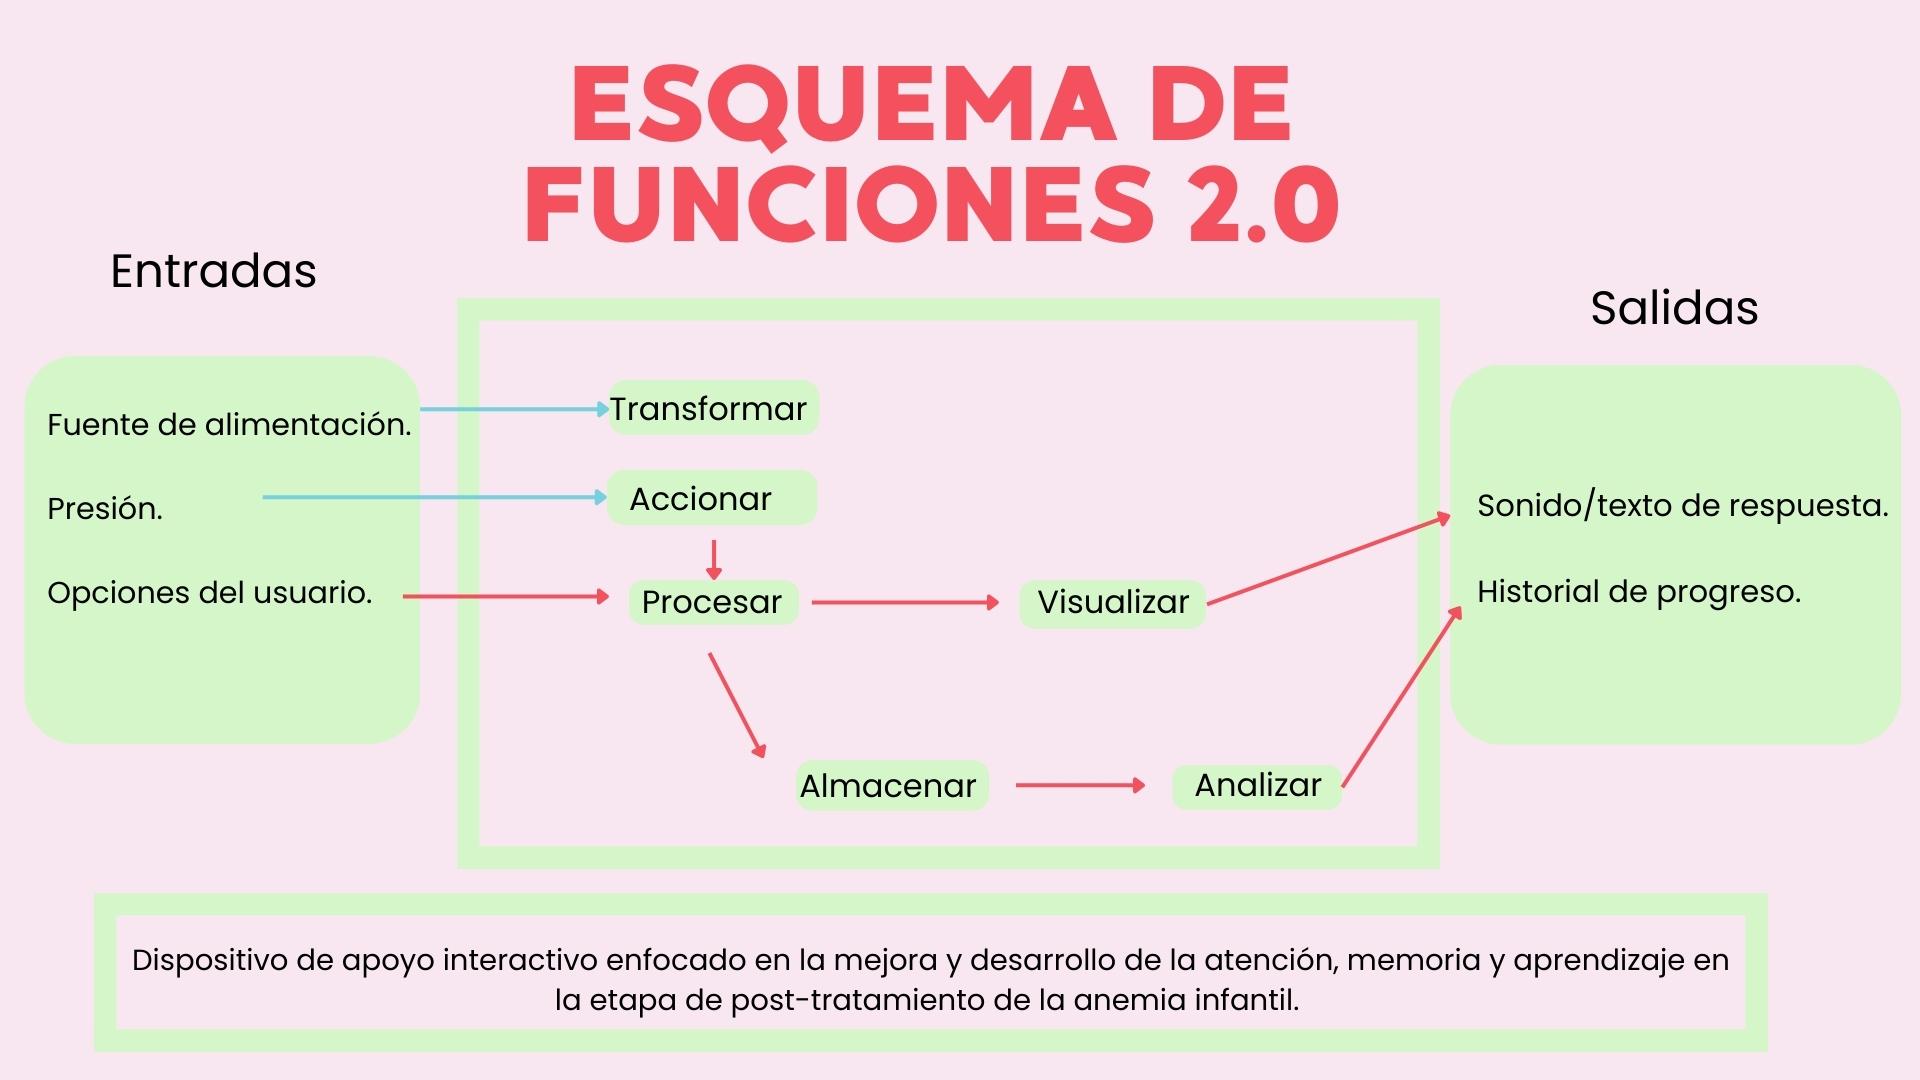 ESQUEMA DE
FUNCIONES 2.0
Entradas
Fuente de alimentación.
Presión.
Opciones del usuario.
Transformar
Accionar
Procesar
Visualizar
Almacenar
Analizar
Salidas
Sonido/texto de respuesta.
Historial de progreso.
Dispositivo de apoyo interactivo enfocado en la mejora y desarrollo de la atención, memoria y aprendizaje en
la etapa de post-tratamiento de la anemia infantil.